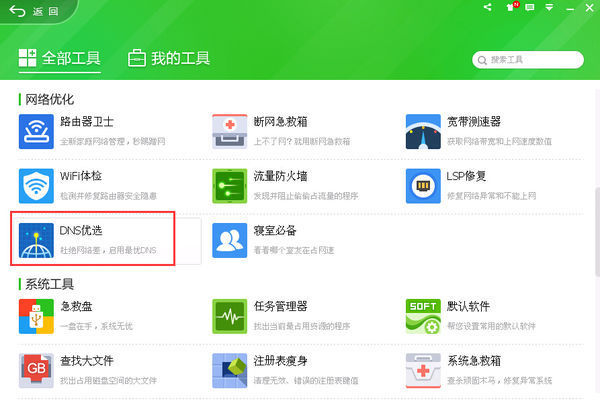 返 回
N
全部工具
我的工具
搜索工具
网络优化
路由器卫士
全新家庭网络管理，秒踢蹭网
断网急救箱
上不了网？就用断网急救箱
宽带测速器
获取网络带宽和上网速度数值
WiFi体检
检测并修复路由器安全隐患
流量防火墙
发现并阻止偷偷占流量的程序
LSP修复
修复网络异常和不能上网
DNS优选
杜绝网络差，启用最优DNS
寝室必备
看看哪个室友在占网速
系统工具
急救盘
一盘在手，系统无忧
任务管理器
找出当前最占用资源的程序
SOFT
默认软件
帮您设置常用的默认软件
GB
查找大文件
找出占用磁盘空间的大文件
注册表瘦身
清理无效、错误的注册表键值
系统急救箱
查杀顽固木马，修复异常系统